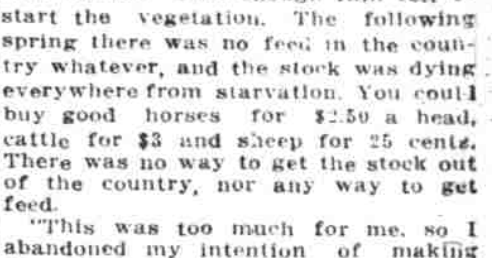 start the vegetation. The following
spring there was no feed in the coun-
try whatever, and the stock was dying
everywhere from starvation. You could
buy good horses for $2.50 a head,
cattle for $3 and sheep for 25 cents.
There was no way to get the stock out
of the country, nor any way to get
feed.
"This was too much for me, so I
abandoned my intention of making